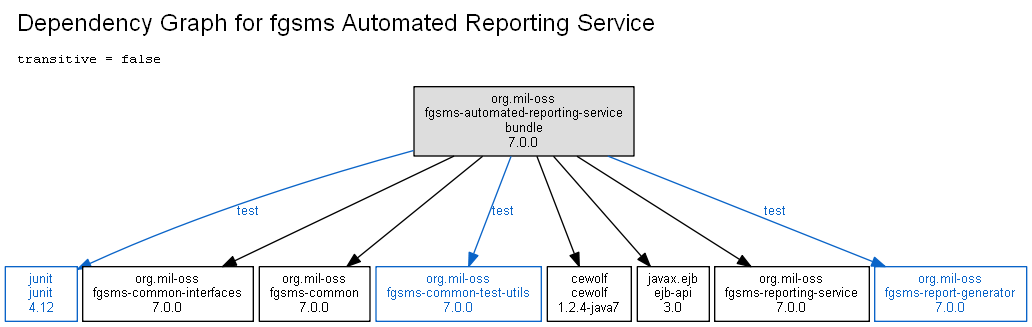 Dependency Graph for fgsms Automated Reporting Service
transitive = false
org.mil-oss
fgsms-automated-reporting-service
bundle
7.0.0
test
test
test
junit
junit
4.12
org.mil-oss
fgsms-common-interfaces
7.0.0
org.mil-oss
fgsms-common
7.0.0
org.mil-oss
fgsms-common-test-utils
7.0.0
cewolf
cewolf
1.2.4-java7
javax.ejb
ejb-api
3.0
org.mil-oss
fgsms-reporting-service
7.0.0
org.mil-oss
fgsms-report-generator
7.0.0